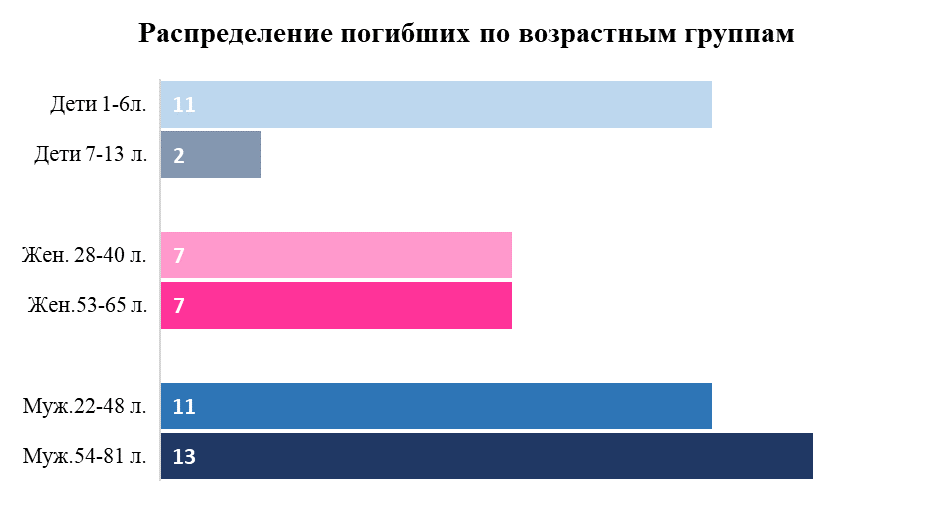 Распределение погибших по возрастным группам
Дети 1-6л.
11
Дети 7-13 л.
2
Жен. 28-40 л.
7
Жен.53-65 л.
7
Муж.22-48 л.
11
Муж.54-81 л.
13